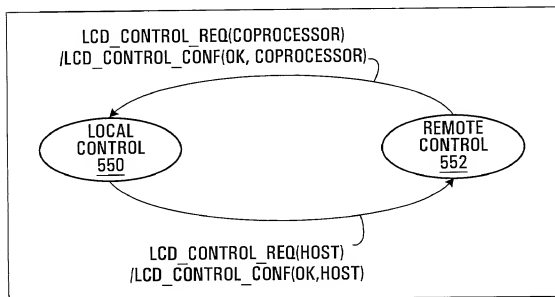 LCD_CONTROL_REQ(COPROCESSOR)
/LCD_CONTROL_CONF(OK, COPROCESSOR)
LOCAL
CONTROL
550
REMOTE
CONTROL
552
LCD_CONTROL_REQ(HOST)
/LCD_CONTROL_CONF(OK,HOST)